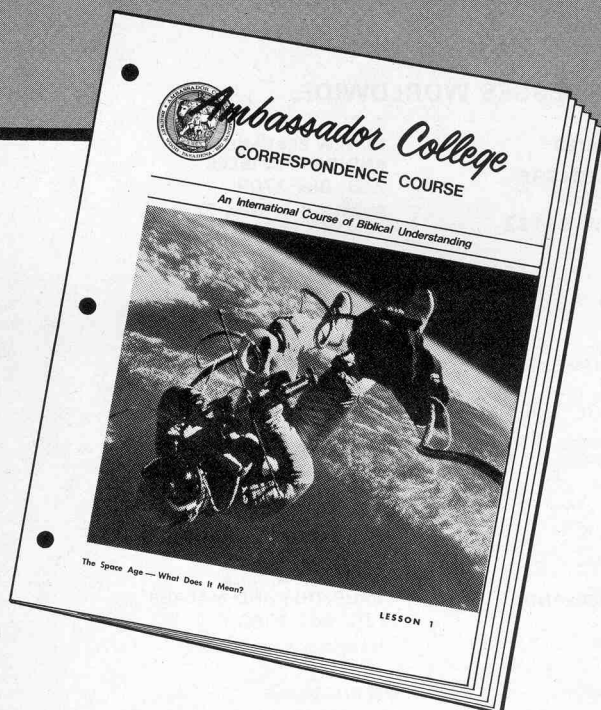 Ambassador College
CORRESPONDENCE COURSE
An International Course of Biblical Understanding
The Space Age — What Does It Mean?
LESSON 1